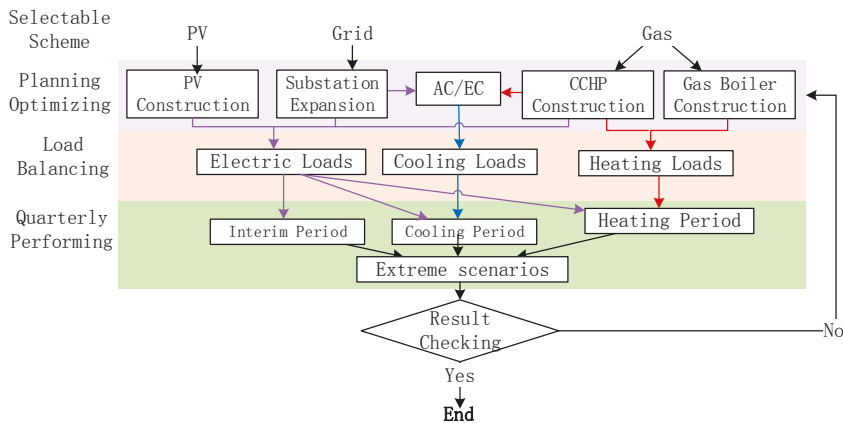 Selectable
Scheme
PV
Grid
Gas
Planning
Optimizing
PV
Construction
Substation
Expansion
AC/EC
CCHP
Construction
Gas Boiler
Construction
Load
Balancing
Electric Loads
Cooling Loads
Heating Loads
Quarterly
Performing
Interim Period
Cooling Period
Heating Period
Extreme scenarios
Result
Checking
No
Yes
End